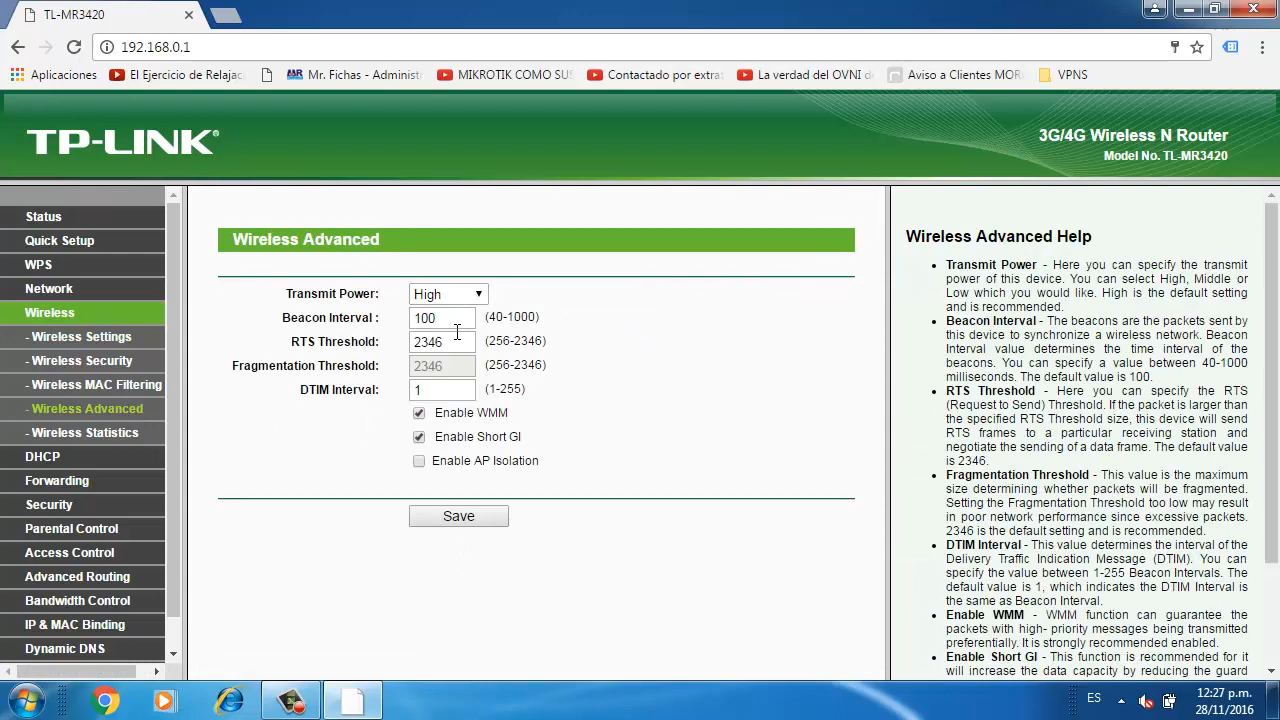 TL-MR3420
192.168.0.1
Aplicaciones
El Ejercicio de Relajac
Mr. Fichas - Administ
MIKROTIK COMO SUS
Contactado por extra
La verdad del OVNI d
Aviso a Clientes MOR
VPNS
TP-LINK®
3G/4G Wireless N Router
Model No. TL-MR3420
Status
Quick Setup
WPS
Network
Wireless
- Wireless Settings
- Wireless Security
- Wireless MAC Filtering
- Wireless Advanced
- Wireless Statistics
DHCP
Forwarding
Security
Parental Control
Access Control
Advanced Routing
Bandwidth Control
IP & MAC Binding
Dynamic DNS
Wireless Advanced
Transmit Power: High
Beacon Interval : 100 (40-1000)
RTS Threshold: 2346 (256-2346)
Fragmentation Threshold: 2346 (256-2346)
DTIM Interval: 1 (1-255)
Enable WMM
Enable Short GI
Enable AP Isolation
Save
Wireless Advanced Help
Transmit Power - Here you can specify the transmit
power of this device. You can select High, Middle or
Low which you would like. High is the default setting
and is recommended.
Beacon Interval - The beacons are the packets sent by
this device to synchronize a wireless network. Beacon
Interval value determines the time interval of the
beacons. You can specify a value between 40-1000
milliseconds. The default value is 100.
RTS Threshold - Here you can specify the RTS
(Request to Send) Threshold. If the packet is larger than
the specified RTS Threshold size, this device will send
RTS frames to a particular receiving station and
negotiate the sending of a data frame. The default value
is 2346.
Fragmentation Threshold - This value is the maximum
size determining whether packets will be fragmented.
Setting the Fragmentation Threshold too low may result
in poor network performance since excessive packets.
2346 is the default setting and is recommended.
DTIM Interval - This value determines the interval of the
Delivery Traffic Indication Message (DTIM). You can
specify the value between 1-255 Beacon Intervals. The
default value is 1, which indicates the DTIM Interval is
the same as Beacon Interval.
Enable WMM - WMM function can guarantee the
packets with high- priority messages being transmitted
preferentially. It is strongly recommended enabled.
Enable Short GI - This function is recommended for it
will increase the data capacity by reducing the guard
ES
12:27 p.m.
28/11/2016